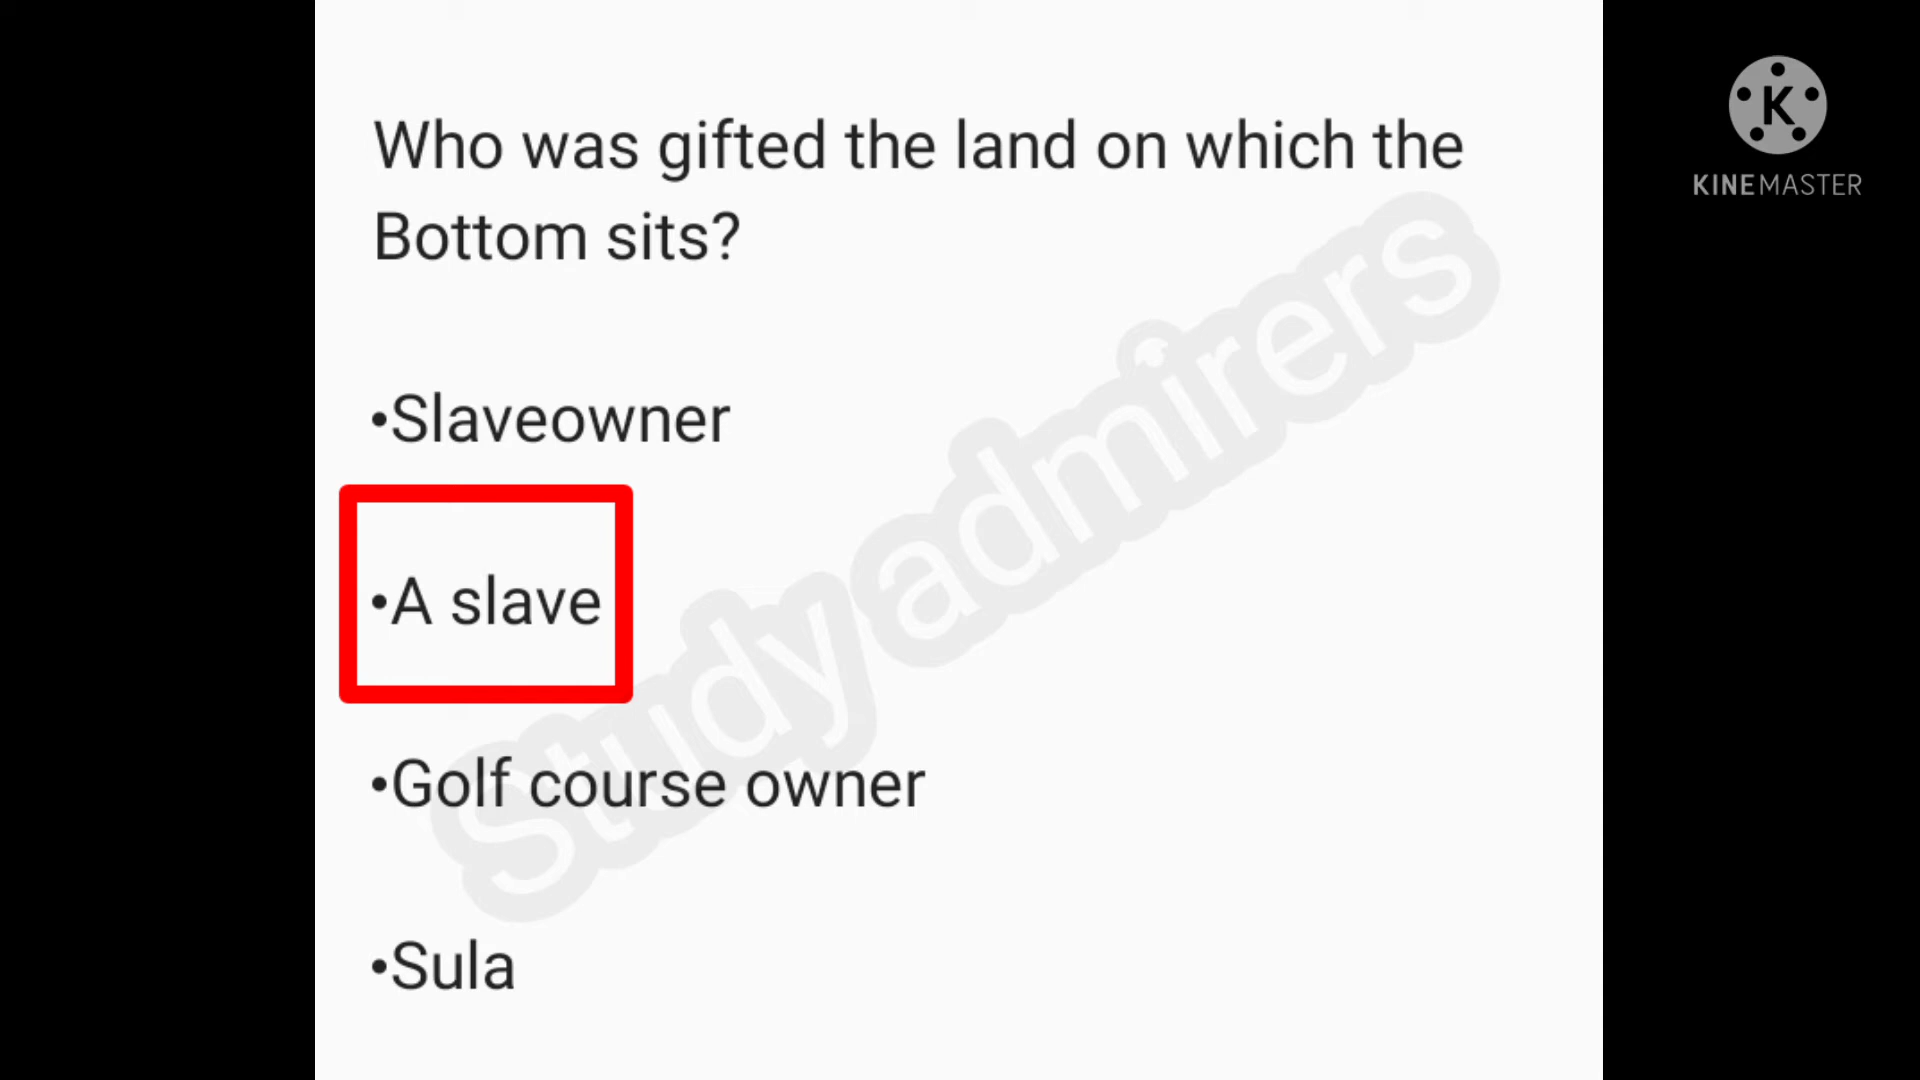 Who was gifted the land on which the
Bottom sits?
•Slaveowner
•A slave
•Golf course owner
•Sula
Study admirers
K
KINEMASTER